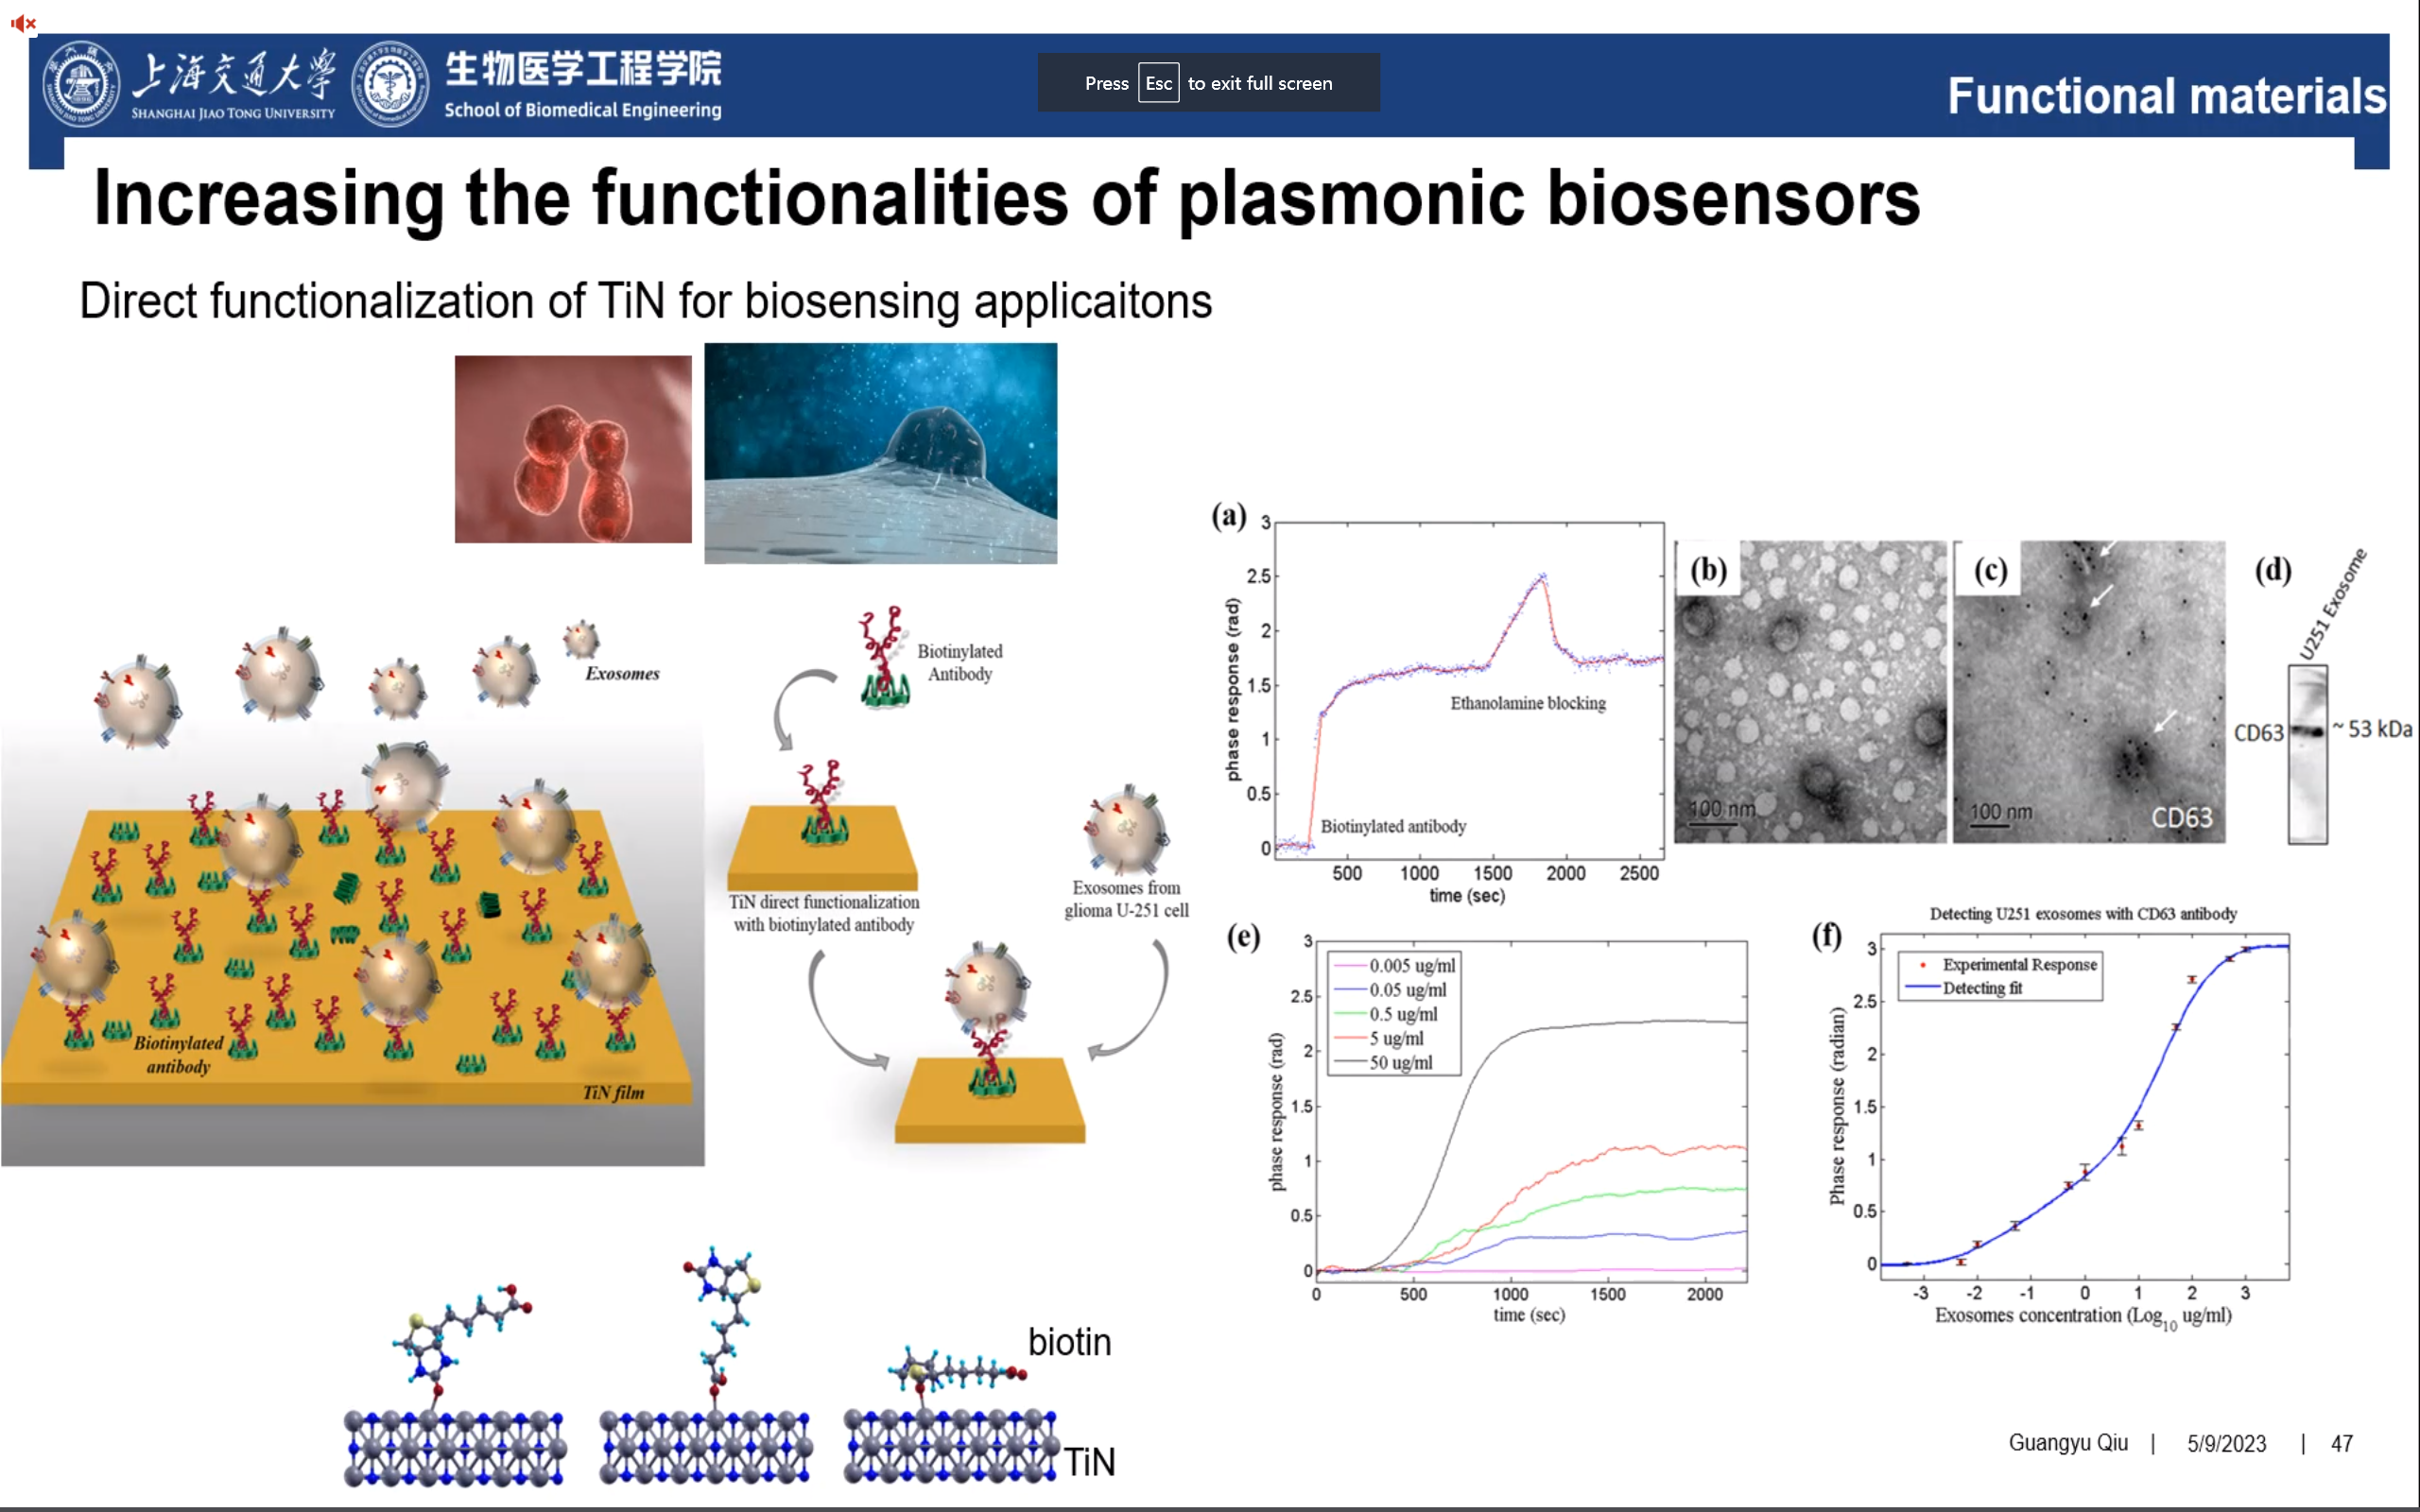 上海交通大学
SHANGHAI JIAO TONG UNIVERSITY
生物医学工程学院
School of Biomedical Engineering
Press Esc to exit full screen
Functional materials
Increasing the functionalities of plasmonic biosensors
Direct functionalization of TiN for biosensing applicaitons
Exosomes
Biotinylated
antibody
TiN film
Biotinylated
Antibody
TiN direct functionalization
with biotinylated antibody
Exosomes from
glioma U-251 cell
biotin
TiN
(a)
phase response (rad)
3
2.5
2
1.5
1
0.5
0
Ethanolamine blocking
Biotinylated antibody
500 1000 1500 2000 2500
time (sec)
(b)
100 nm
(c)
100 nm
CD63
(d)
U251 Exosome
CD63
~ 53 kDa
(e)
phase response (rad)
3
2.5
2
1.5
1
0.5
0
0.005 ug/ml
0.05 ug/ml
0.5 ug/ml
5 ug/ml
50 ug/ml
0 500 1000 1500 2000
time (sec)
(f)
Detecting U251 exosomes with CD63 antibody
Phase response (radian)
3
2.5
2
1.5
1
0.5
0
Experimental Response
Detecting fit
-3 -2 -1 0 1 2 3
Exosomes concentration (Log10 ug/ml)
Guangyu Qiu | 5/9/2023 | 47